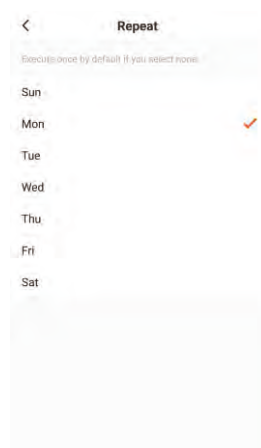 Repeat
Execute once by default if you select none.
Sun
Mon
Tue
Wed
Thu
Fri
Sat